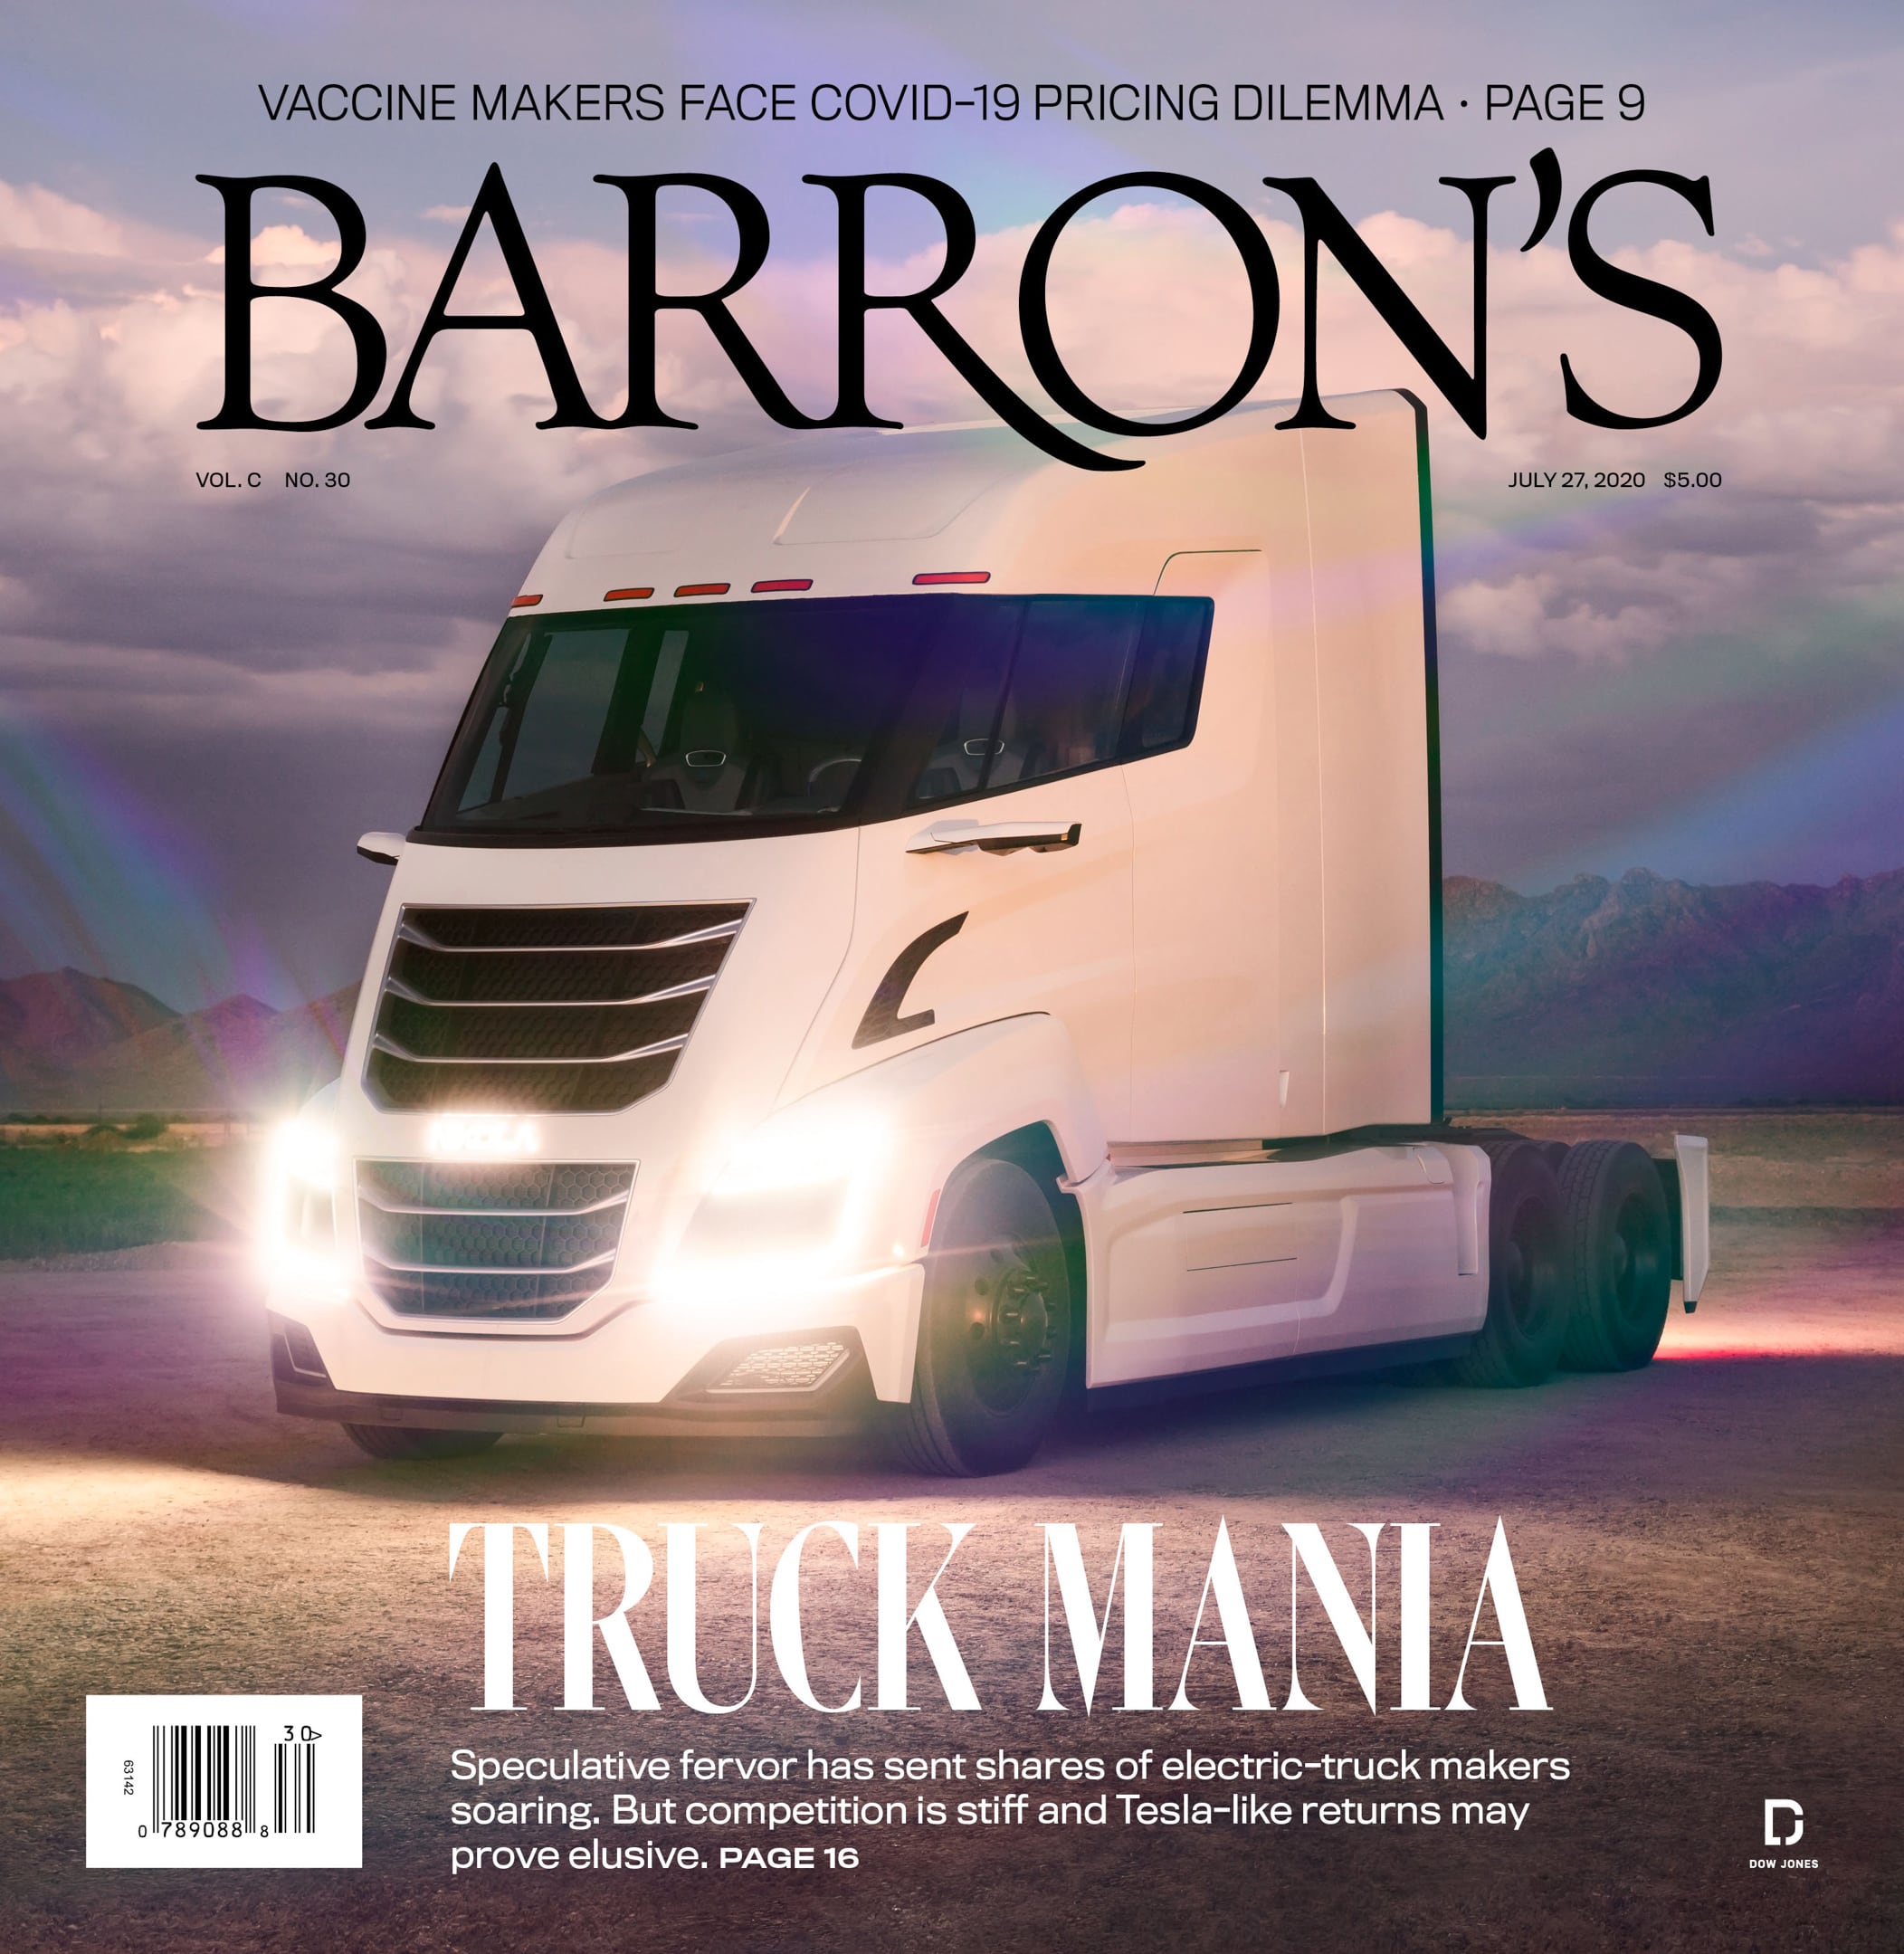 VACCINE MAKERS FACE COVID-19 PRICING DILEMMA • PAGE 9
BARRON'S
VOL. C NO. 30
JULY 27, 2020 $5.00
NIKOLA
TRUCK MANIA
Speculative fervor has sent shares of electric-truck makers
soaring. But competition is stiff and Tesla-like returns may
prove elusive. PAGE 16
30>
63142
0 789088 8
DOW JONES